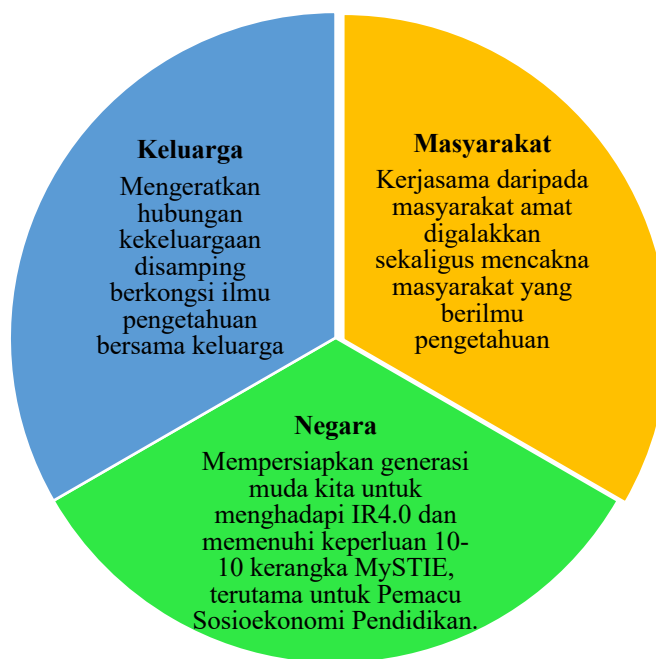 Keluarga
Mengeratkan
hubungan
kekeluargaan
disamping
berkongsi ilmu
pengetahuan
bersama keluarga
Masyarakat
Kerjasama daripada
masyarakat amat
digalakkan
sekaligus mencakna
masyarakat yang
berilmu
pengetahuan
Negara
Mempersiapkan generasi
muda kita untuk
menghadapi IR4.0 dan
memenuhi keperluan 10-
10 kerangka MySTIE,
terutama untuk Pemacu
Sosioekonomi Pendidikan.